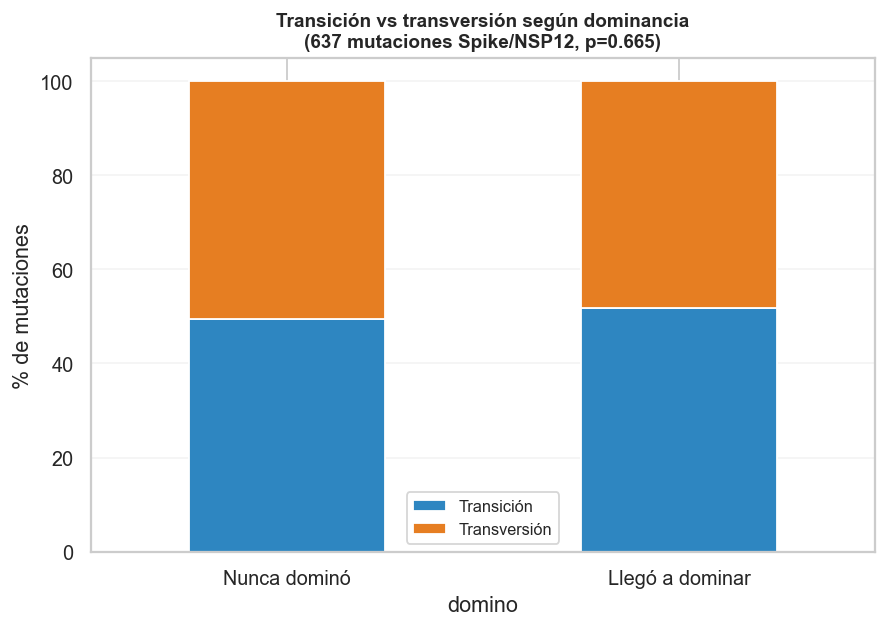 Transición vs transversión según dominancia
(637 mutaciones Spike/NSP12, p=0.665)
% de mutaciones
100
80
60
40
20
0
Transición
Transversión
Nunca dominó
Llegó a dominar
domino